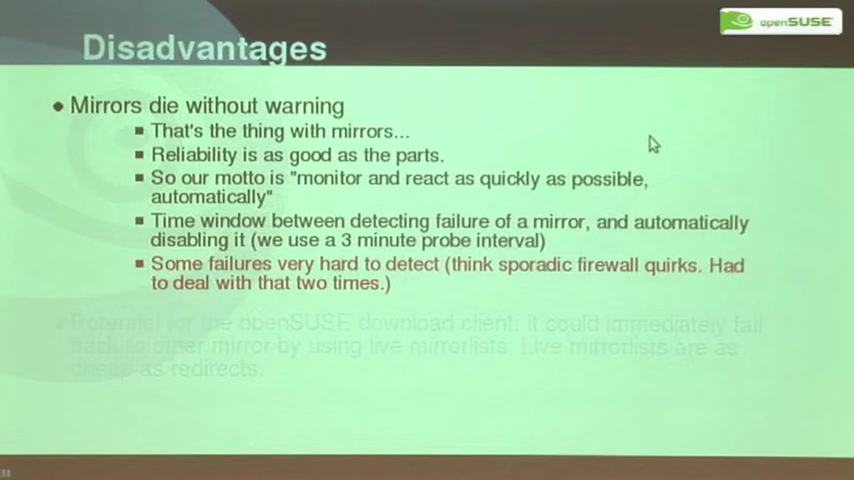 openSUSE
Disadvantages
● Mirrors die without warning
■ That's the thing with mirrors...
■ Reliability is as good as the parts.
■ So our motto is "monitor and react as quickly as possible,
automatically"
■ Time window between detecting failure of a mirror, and automatically
disabling it (we use a 3 minute probe interval)
■ Some failures very hard to detect (think sporadic firewall quirks. Had
to deal with that two times.)
● Potential for the openSUSE download client: it could immediately fall
back to other mirror by using live mirrorlists. Live mirrorlists are as
cheap as redirects.